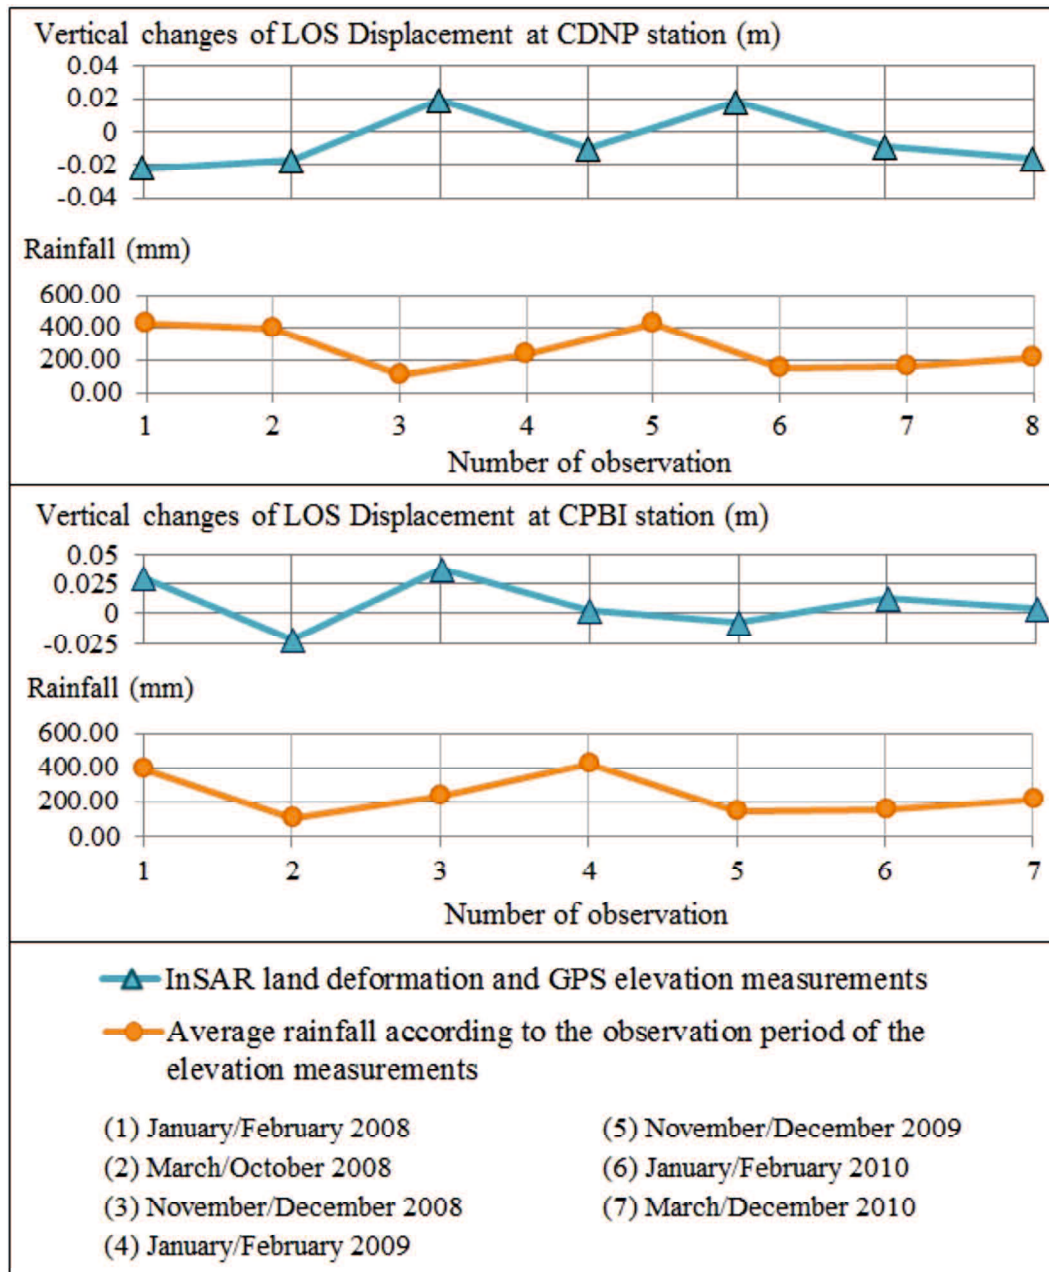 Vertical changes of LOS Displacement at CDNP station (m)
0.04
0.02
0
-0.02
-0.04
Rainfall (mm)
600.00
400.00
200.00
0.00
1 2 3 4 5 6 7 8
Number of observation
Vertical changes of LOS Displacement at CPBI station (m)
0.05
0.025
0
-0.025
Rainfall (mm)
600.00
400.00
200.00
0.00
1 2 3 4 5 6 7
Number of observation
InSAR land deformation and GPS elevation measurements
Average rainfall according to the observation period of the
elevation measurements
(1) January/February 2008
(2) March/October 2008
(3) November/December 2008
(4) January/February 2009
(5) November/December 2009
(6) January/February 2010
(7) March/December 2010